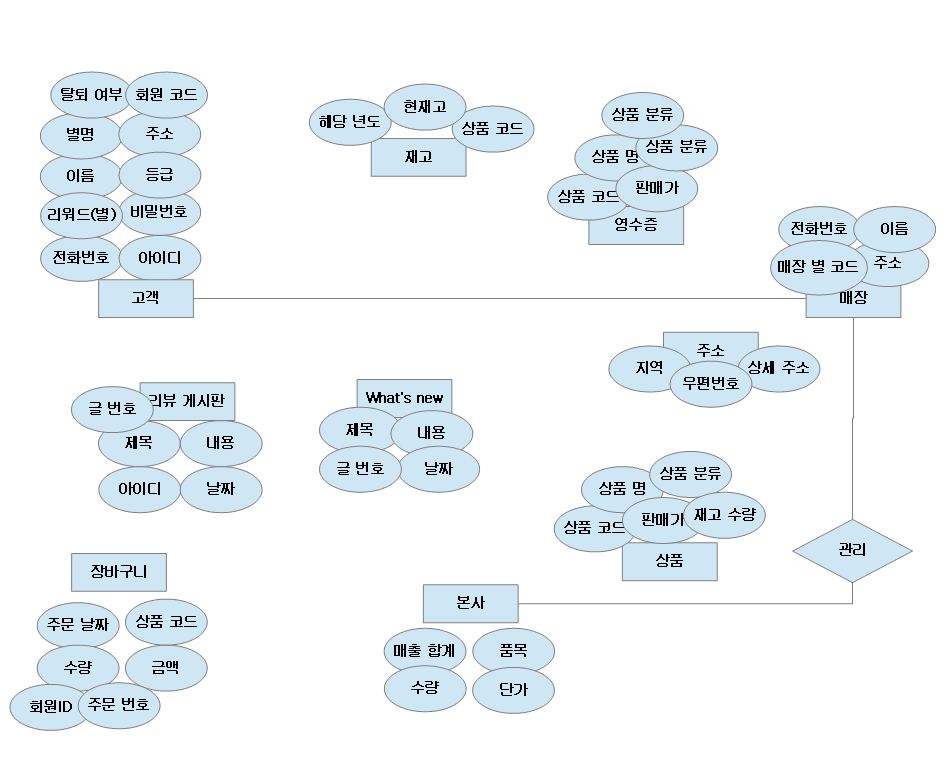 탈퇴 여부
회원 코드
별명
주소
이름
등급
리워드(별)
비밀번호
전화번호
아이디
고객
해당 년도
현재고
상품 코드
재고
상품 분류
상품 명
상품 분류
상품 코드
판매가
영수증
전화번호
이름
매장 별 코드
주소
매장
주소
지역
우편번호
상세 주소
글 번호
리뷰 게시판
제목
내용
아이디
날짜
What's new
제목
내용
글 번호
날짜
상품 명
상품 분류
상품 코드
판매가
재고 수량
상품
관리
장바구니
주문 날짜
상품 코드
수량
금액
회원ID
주문 번호
본사
매출 합계
품목
수량
단가